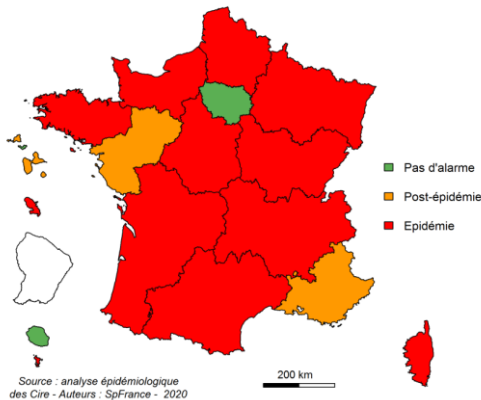 Pas d'alarme
Post-épidémie
Epidémie
200 km
Source : analyse épidémiologique
des Cire - Auteurs : SpFrance - 2020